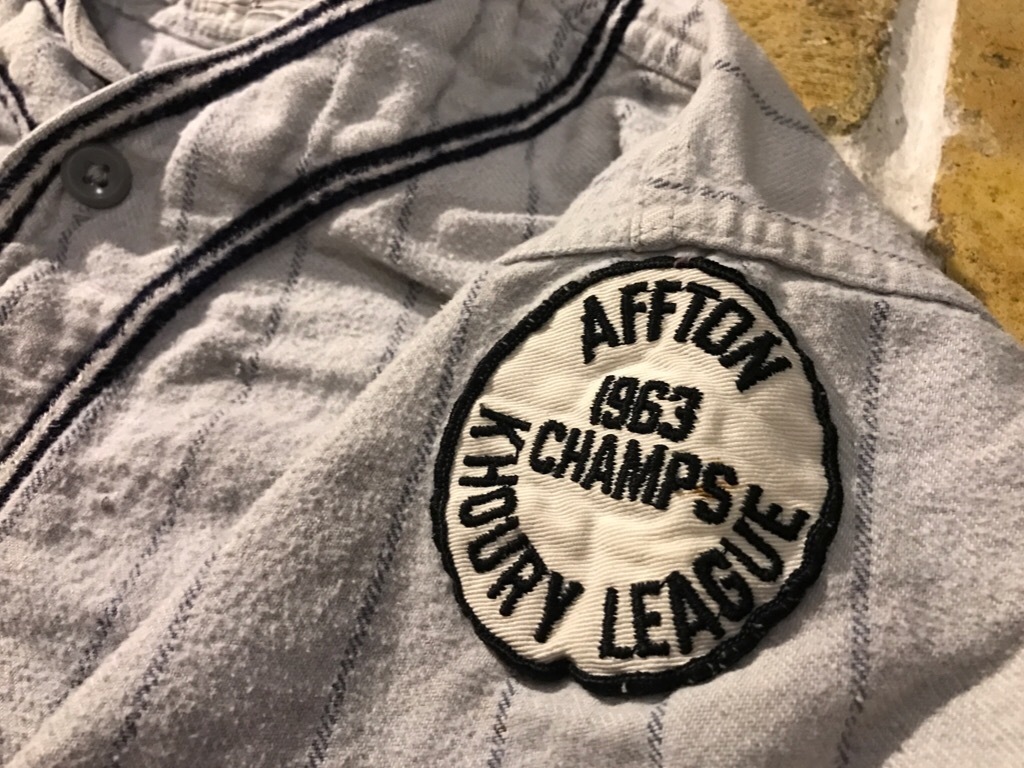 AFFTON
1963
CHAMPS
KHOURY LEAGUE